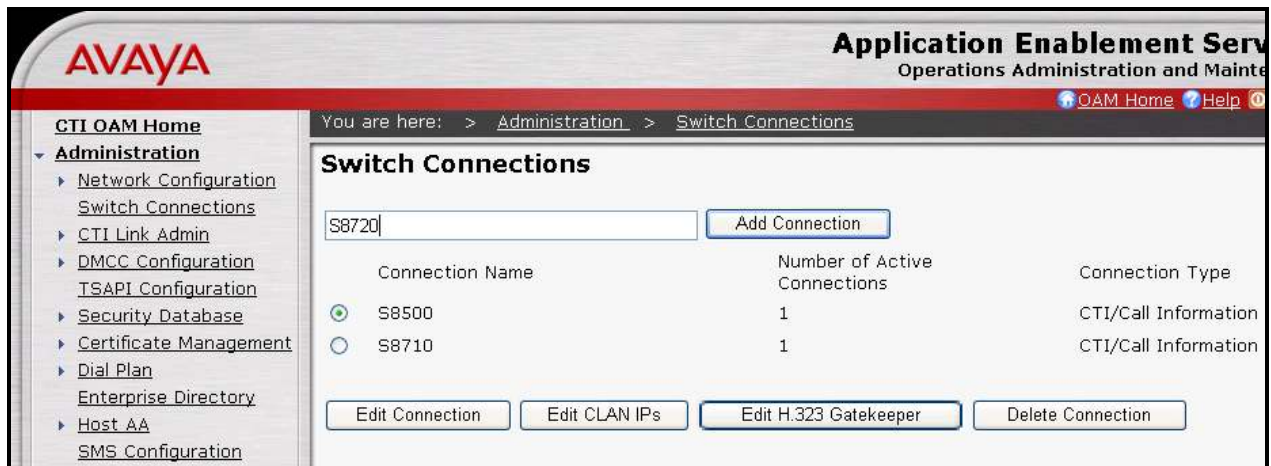 AVAYA
Application Enablement Serv
Operations Administration and Mainte
OAM Home Help
CTI OAM Home
Administration
Network Configuration
Switch Connections
CTI Link Admin
DMCC Configuration
TSAPI Configuration
Security Database
Certificate Management
Dial Plan
Enterprise Directory
Host AA
SMS Configuration
You are here: > Administration > Switch Connections
Switch Connections
S8720 Add Connection
Connection Name Number of Active Connections Connection Type
S8500 1 CTI/Call Information
S8710 1 CTI/Call Information
Edit Connection Edit CLAN IPs Edit H.323 Gatekeeper Delete Connection